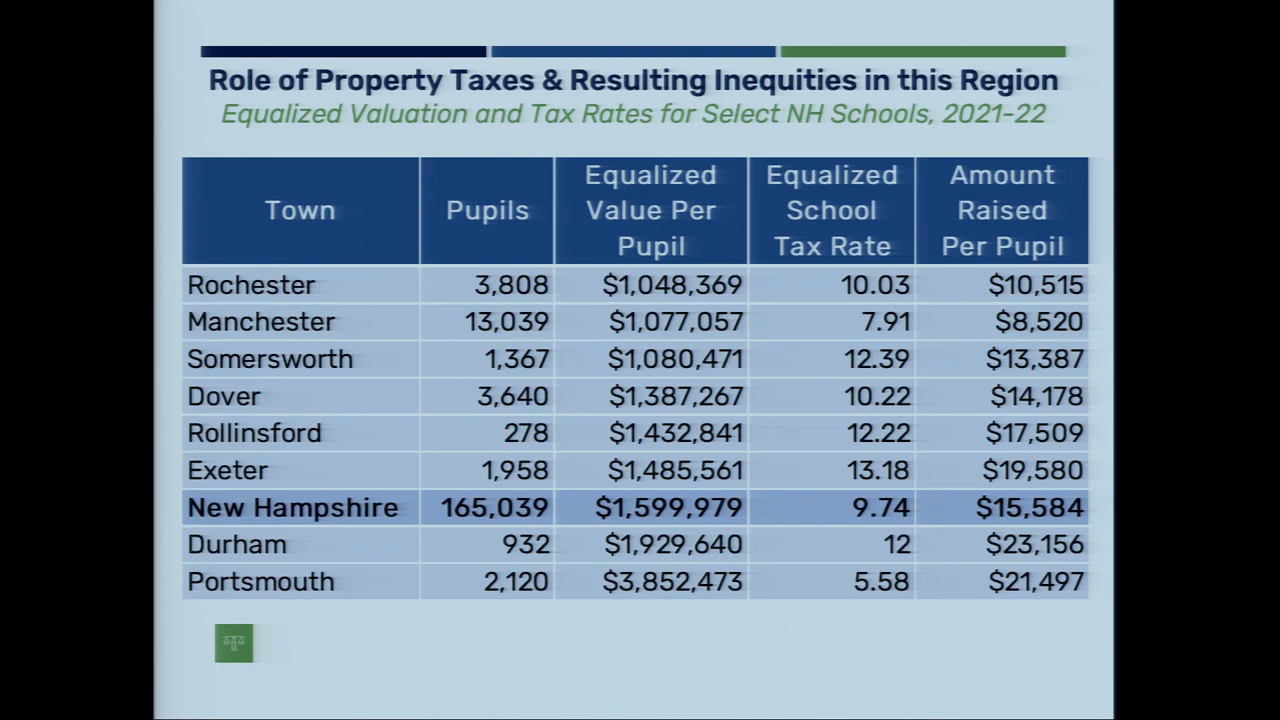 Role of Property Taxes & Resulting Inequities in this Region
Equalized Valuation and Tax Rates for Select NH Schools, 2021-22
Town Pupils Equalized Value Per Pupil Equalized School Tax Rate Amount Raised Per Pupil
Rochester 3,808 $1,048,369 10.03 $10,515
Manchester 13,039 $1,077,057 7.91 $8,520
Somersworth 1,367 $1,080,471 12.39 $13,387
Dover 3,640 $1,387,267 10.22 $14,178
Rollinsford 278 $1,432,841 12.22 $17,509
Exeter 1,958 $1,485,561 13.18 $19,580
New Hampshire 165,039 $1,599,979 9.74 $15,584
Durham 932 $1,929,640 12 $23,156
Portsmouth 2,120 $3,852,473 5.58 $21,497